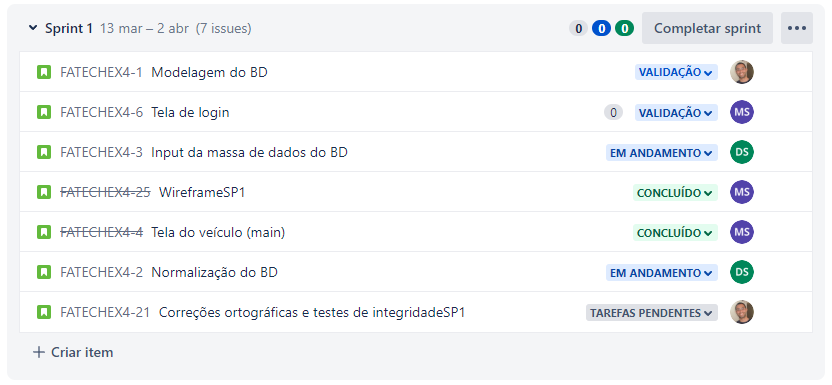 Sprint 1 13 mar – 2 abr (7 issues) 0 0 0 Completar sprint
FATECHEX4-1 Modelagem do BD VALIDAÇÃO
FATECHEX4-6 Tela de login 0 VALIDAÇÃO MS
FATECHEX4-3 Input da massa de dados do BD EM ANDAMENTO DS
FATECHEX4-25 WireframeSP1 CONCLUÍDO MS
FATECHEX4-4 Tela do veículo (main) CONCLUÍDO MS
FATECHEX4-2 Normalização do BD EM ANDAMENTO DS
FATECHEX4-21 Correções ortográficas e testes de integridadeSP1 TAREFAS PENDENTES
+ Criar item